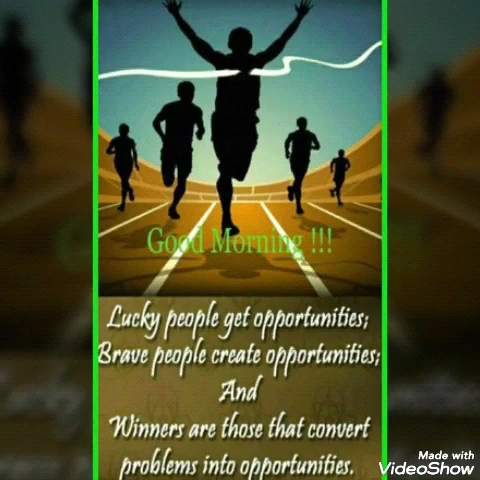 Good Morning !!!
Lucky people get opportunities;
Brave people create opportunities;
And
Winners are those that convert
problems into opportunities.
Made with
VideoShow